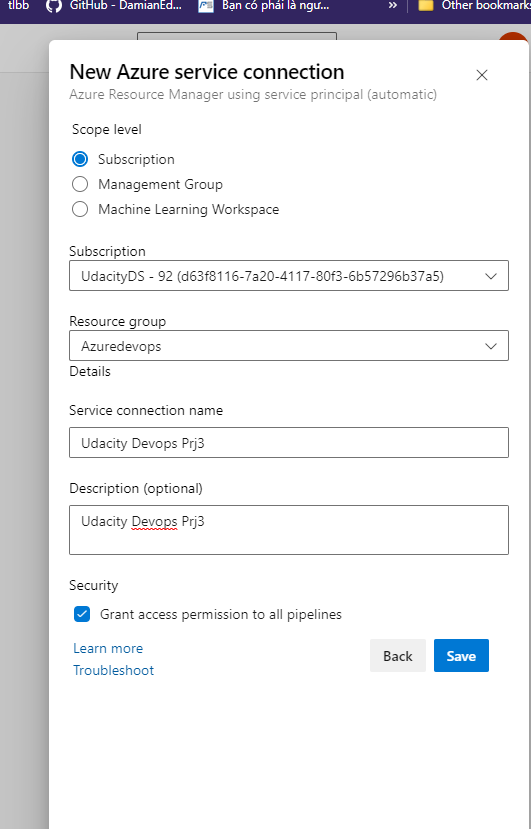 tlbb
GitHub - DamianEd...
Bạn có phải là ngư...
»
Other bookmarks
New Azure service connection
Azure Resource Manager using service principal (automatic)
Scope level
Subscription
Management Group
Machine Learning Workspace
Subscription
UdacityDS - 92 (d63f8116-7a20-4117-80f3-6b57296b37a5)
Resource group
Azuredevops
Details
Service connection name
Udacity Devops Prj3
Description (optional)
Udacity Devops Prj3
Security
Grant access permission to all pipelines
Learn more
Back
Save
Troubleshoot